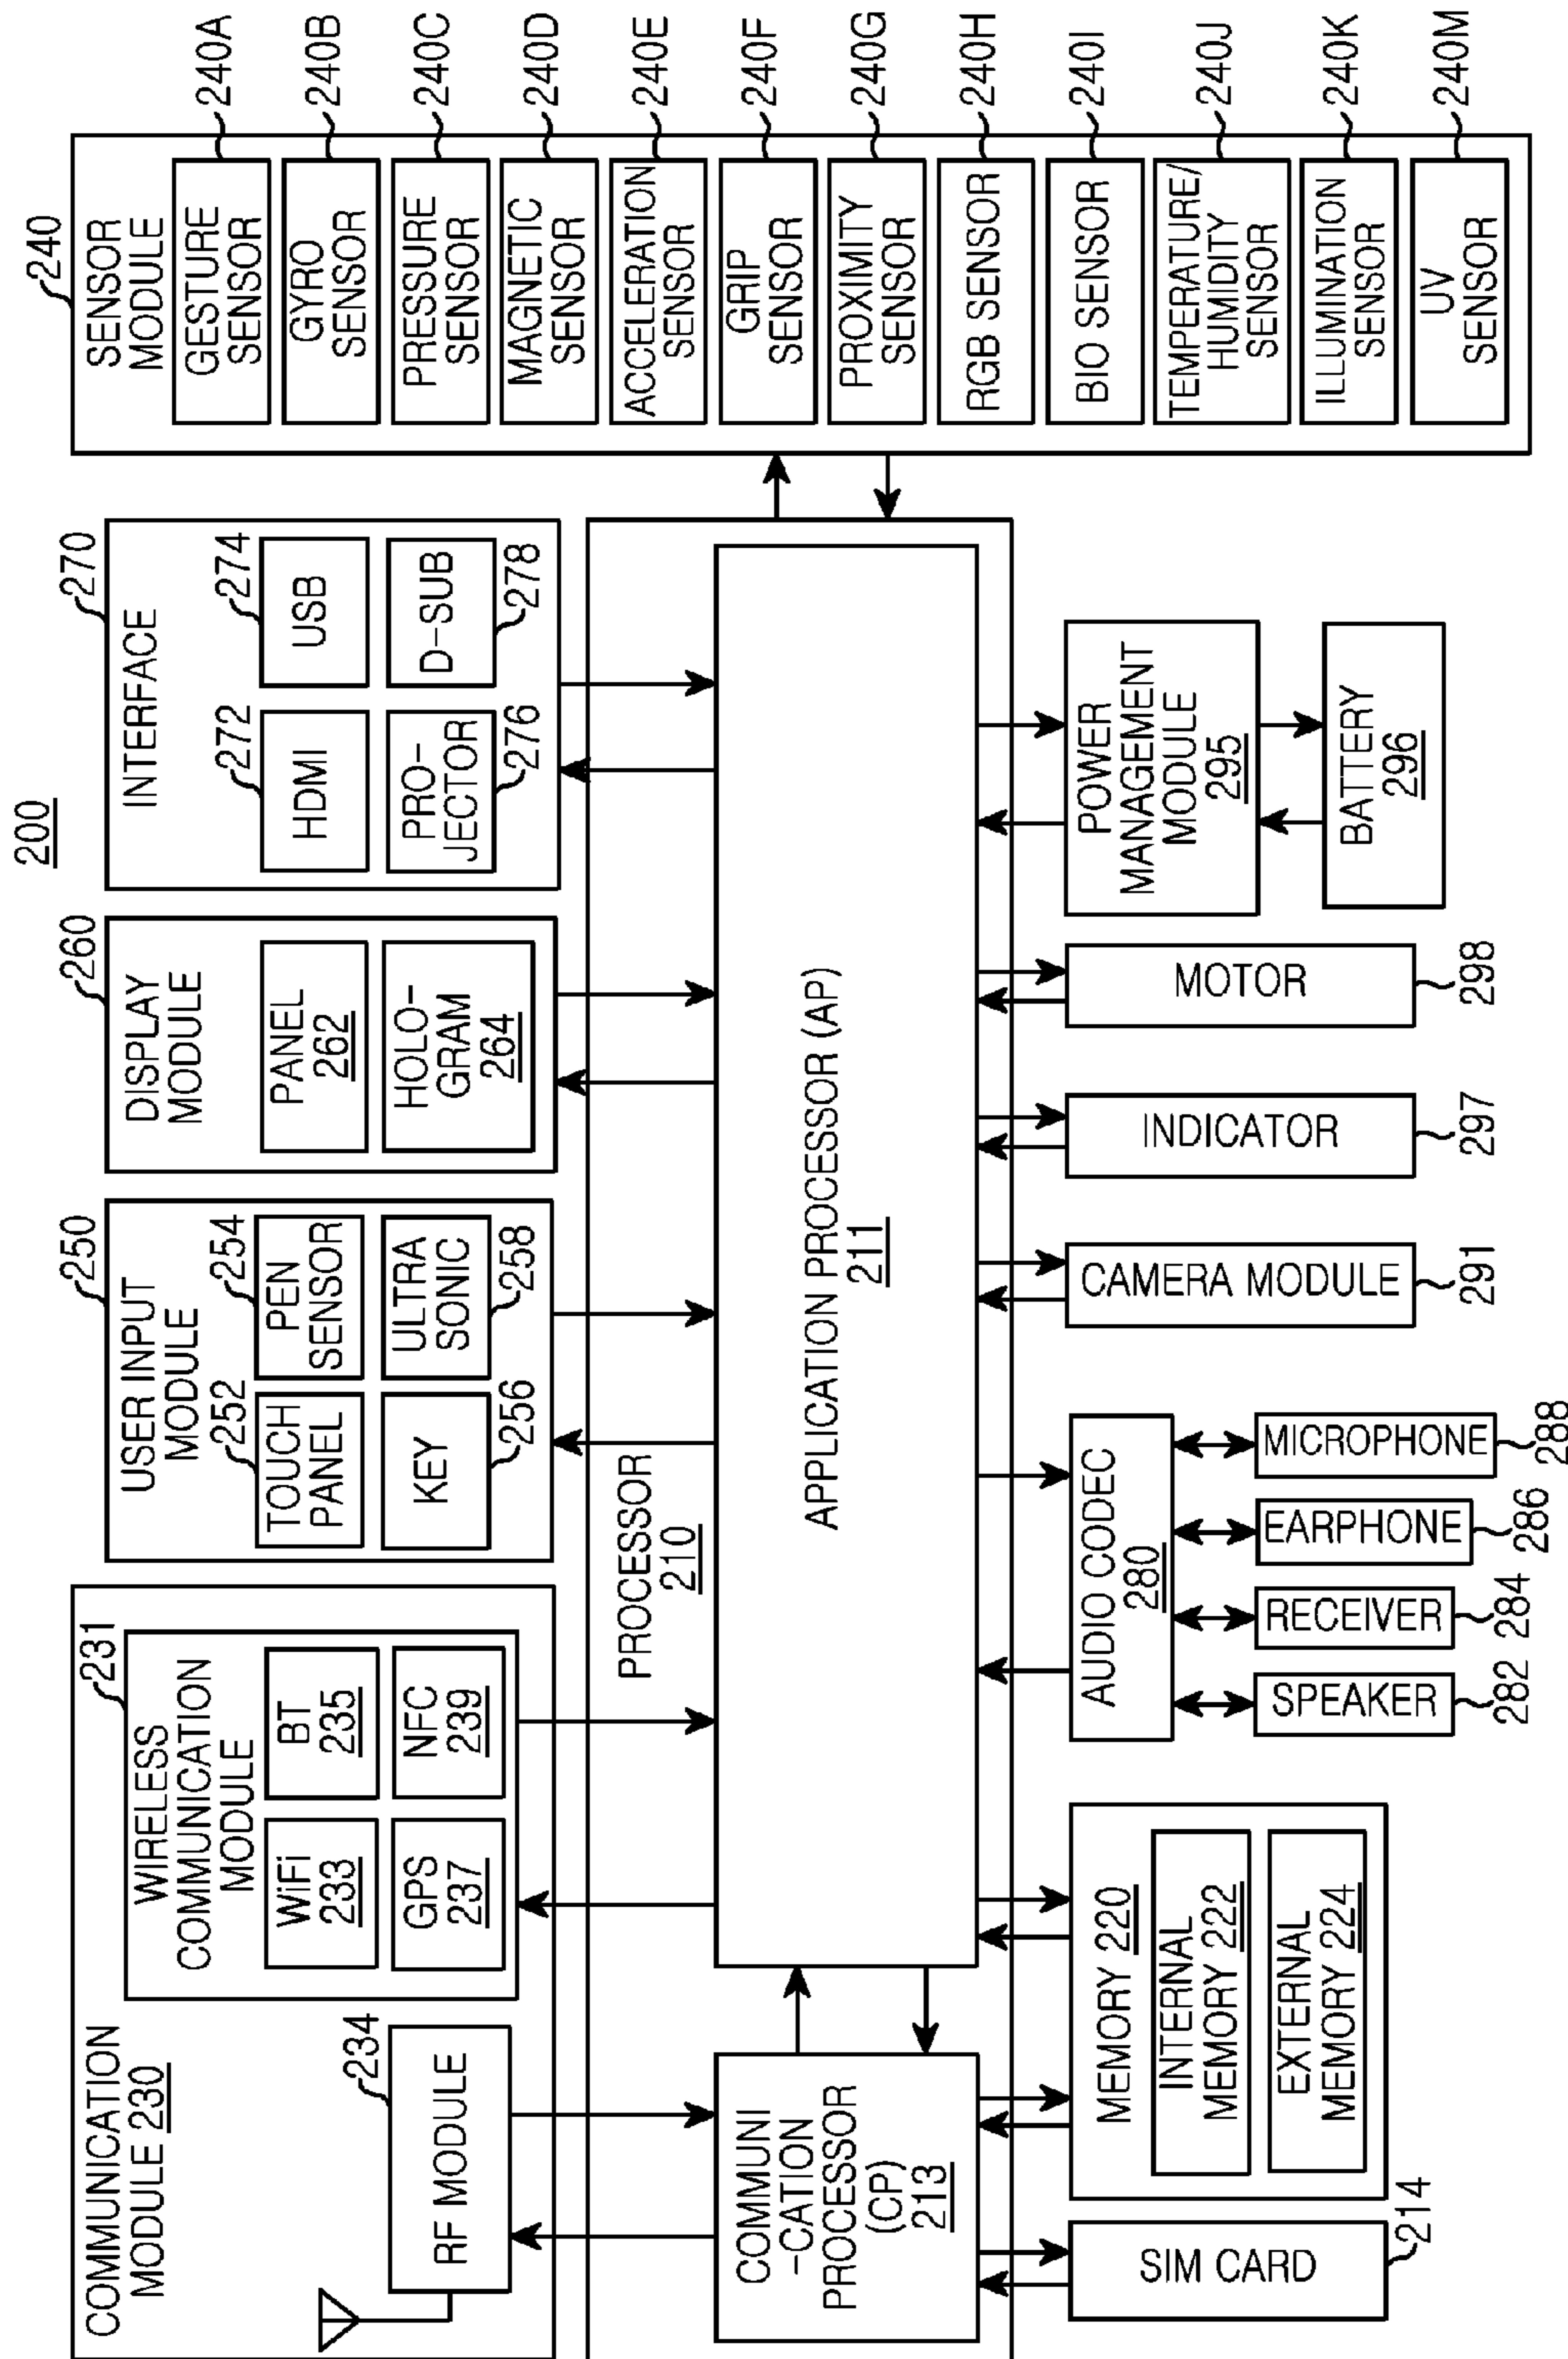 200
COMMUNICATION
MODULE 230
234
RF MODULE
231
WIRELESS
COMMUNICATION
MODULE
WiFi
233
BT
235
GPS
237
NFC
239
250
USER INPUT
MODULE
252
TOUCH
PANEL
254
PEN
SENSOR
KEY
256
ULTRA
SONIC
258
260
DISPLAY
MODULE
PANEL
262
HOLO-
GRAM
264
270
INTERFACE
272
HDMI
274
USB
PRO-
JECTOR
276
D-SUB
278
240
SENSOR
MODULE
GESTURE
SENSOR
240A
GYRO
SENSOR
240B
PRESSURE
SENSOR
240C
MAGNETIC
SENSOR
240D
ACCELERATION
SENSOR
240E
GRIP
SENSOR
240F
PROXIMITY
SENSOR
240G
RGB SENSOR
240H
BIO SENSOR
240I
TEMPERATURE/
HUMIDITY
SENSOR
240J
ILLUMINATION
SENSOR
240K
UV
SENSOR
240M
PROCESSOR
210
COMMUNI
-CATION
PROCESSOR
(CP)
213
APPLICATION PROCESSOR (AP)
211
SIM CARD
214
MEMORY 220
INTERNAL
MEMORY 222
EXTERNAL
MEMORY 224
AUDIO CODEC
280
SPEAKER
282
RECEIVER
284
EARPHONE
286
MICROPHONE
288
CAMERA MODULE
291
INDICATOR
297
MOTOR
298
POWER
MANAGEMENT
MODULE
295
BATTERY
296